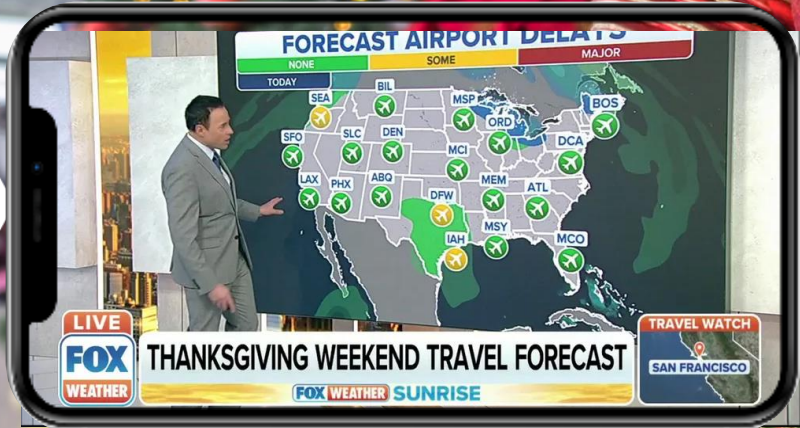 FORECAST AIRPORT DELAYS
NONE
SOME
MAJOR
TODAY
SEA
BIL
MSP
ORD
BOS
SFO
SLC
DEN
MCI
DCA
LAX
PHX
ABQ
DFW
MEM
ATL
IAH
MSY
MCO
LIVE
FOX
WEATHER
THANKSGIVING WEEKEND TRAVEL FORECAST
FOX WEATHER SUNRISE
TRAVEL WATCH
SAN FRANCISCO